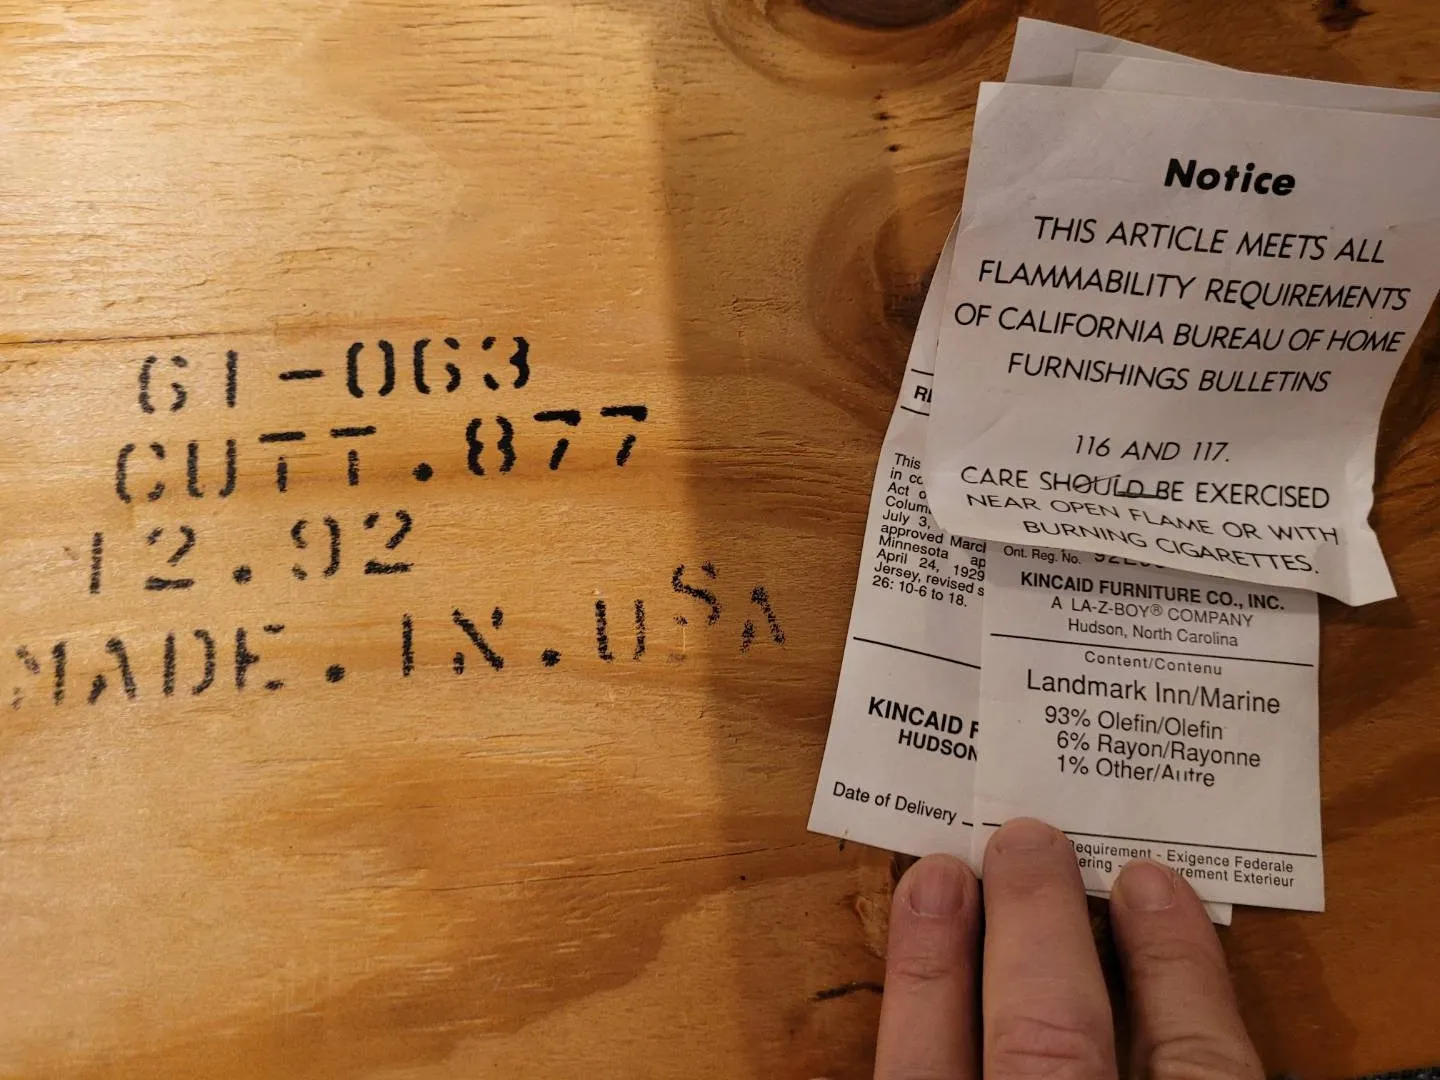 61-063
CUTT.877
12.92
MADE.IN.USA
Notice
THIS ARTICLE MEETS ALL
FLAMMABILITY REQUIREMENTS
OF CALIFORNIA BUREAU OF HOME
FURNISHINGS BULLETINS
116 AND 117.
CARE SHOULD BE EXERCISED
NEAR OPEN FLAME OR WITH
BURNING CIGARETTES.
This
in
Act
July 3,
approved
Minnesota
April 24, 1929
Jersey, revised
26: 10-6 to 18.
KINCAID
HUDSON
Date of Delivery
Ont. Reg. No.
KINCAID FURNITURE CO., INC.
A LA-Z-BOY® COMPANY
Hudson, North Carolina
Content/Contenu
Landmark Inn/Marine
93% Olefin/Olefin
6% Rayon/Rayonne
1% Other/Autre
equirement - Exigence Federale
Exterieur